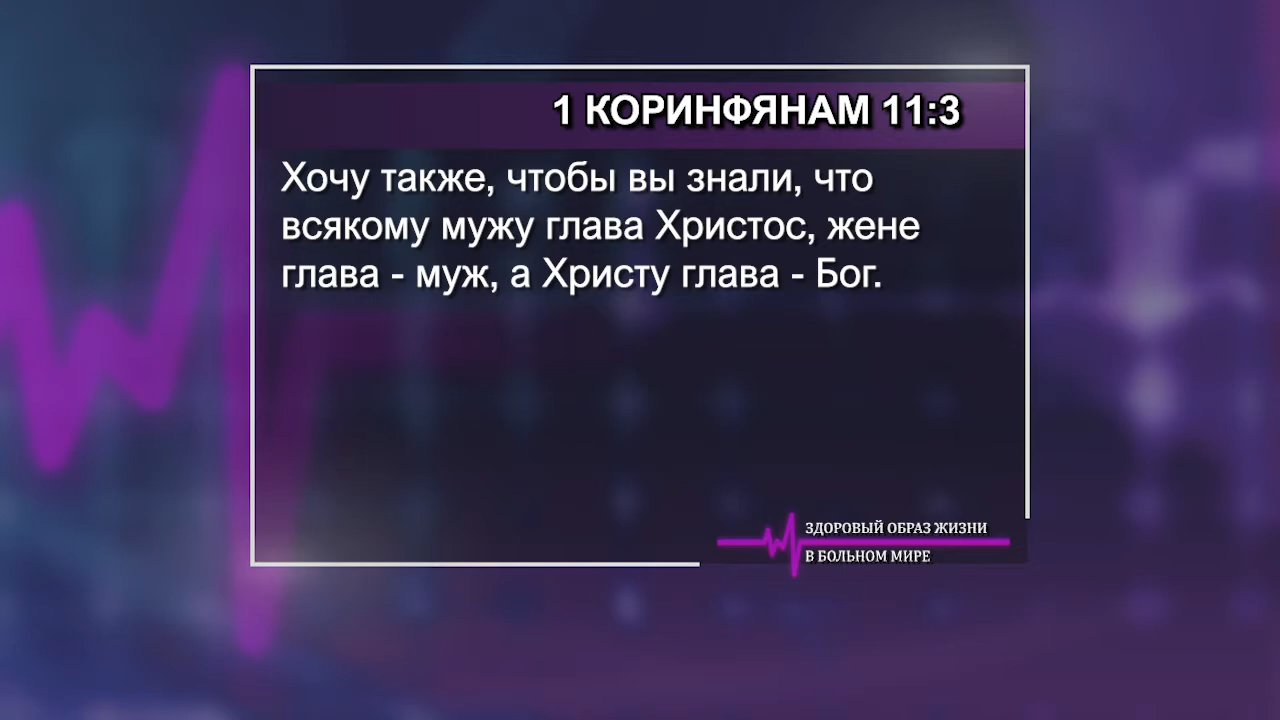 1 КОРИНФЯНАМ 11:3
Хочу также, чтобы вы знали, что
всякому мужу глава Христос, жене
глава - муж, а Христу глава - Бог.
ЗДОРОВЫЙ ОБРАЗ ЖИЗНИ
В БОЛЬНОМ МИРЕ